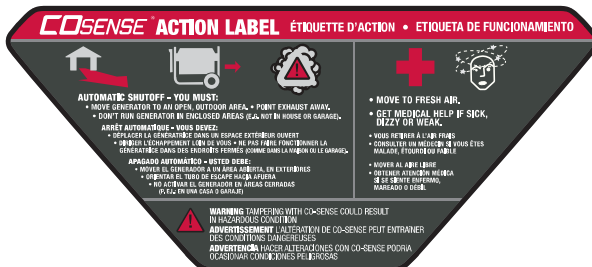 COSENSE® ACTION LABEL ÉTIQUETTE D'ACTION • ETIQUETA DE FUNCIONAMIENTO
AUTOMATIC SHUTOFF - YOU MUST:
• MOVE GENERATOR TO AN OPEN, OUTDOOR AREA. • POINT EXHAUST AWAY.
• DON'T RUN GENERATOR IN ENCLOSED AREAS (E.G. NOT IN HOUSE OR GARAGE).
ARRÊT AUTOMATIQUE - VOUS DEVEZ:
• DÉPLACER LA GÉNÉRATRICE DANS UN ESPACE EXTÉRIEUR OUVERT
• DIRIGER L'ÉCHAPPEMENT LOIN DE VOUS • NE PAS FAIRE FONCTIONNER LA
GÉNÉRATRICE DANS DES ENDROITS FERMÉS (COMME DANS LA MAISON OU LE GARAGE).
APAGADO AUTOMÁTICO - USTED DEBE:
• MOVER EL GENERADOR A UN ÁREA ABIERTA, EN EXTERIORES
• ORIENTAR EL TUBO DE ESCAPE HACIA AFUERA
• NO ACTIVAR EL GENERADOR EN ÁREAS CERRADAS
(P. EJ., EN UNA CASA O GARAJE)
• MOVE TO FRESH AIR.
• GET MEDICAL HELP IF SICK,
DIZZY OR WEAK.
• VOUS RETIRER À L'AIR FRAIS
• CONSULTER UN MÉDECIN SI VOUS ÊTES
MALADE, ÉTOURDI OU FAIBLE
• MOVER AL AIRE LIBRE
• OBTENER ATENCIÓN MÉDICA
SI SE SIENTE ENFERMO,
MAREADO O DÉBIL
WARNING TAMPERING WITH CO-SENSE COULD RESULT
IN HAZARDOUS CONDITION
ADVERTISSEMENT L'ALTÉRATION DE CO-SENSE PEUT ENTRAÎNER
DES CONDITIONS DANGEREUSES
ADVERTENCIA HACER ALTERACIONES CON CO-SENSE PODRIA
OCASIONAR CONDICIONES PELIGROSAS